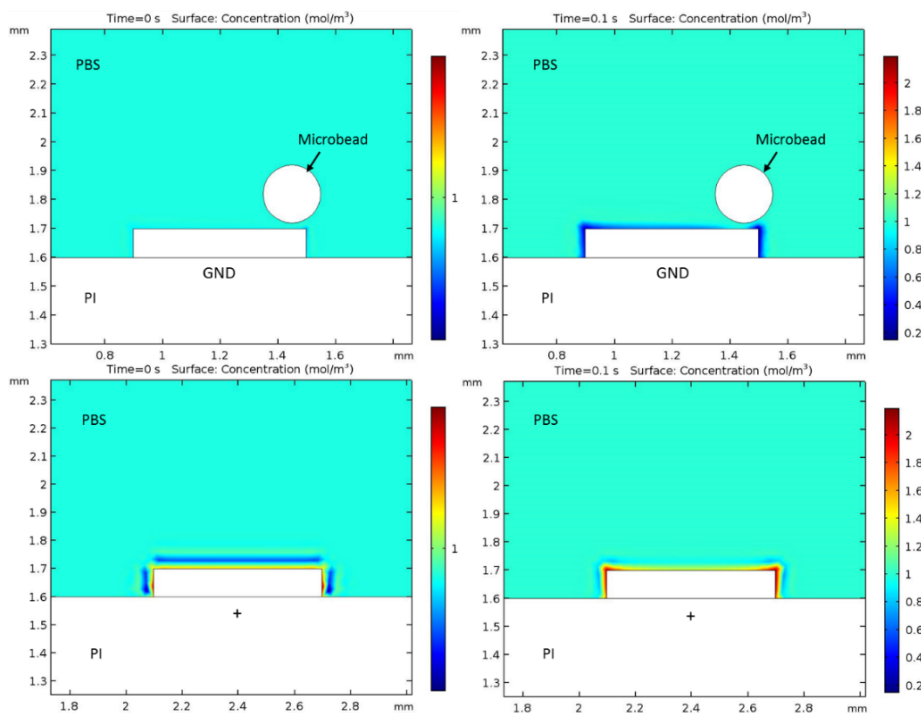 Time=0 s   Surface: Concentration (mol/m³)
mm
2.3
2.2
2.1
2
1.9
1.8
1.7
1.6
1.5
1.4
1.3
PBS
Microbead
GND
PI
0.8 1 1.2 1.4 1.6 mm
1
Time=0.1 s   Surface: Concentration (mol/m³)
mm
2.3
2.2
2.1
2
1.9
1.8
1.7
1.6
1.5
1.4
1.3
PBS
Microbead
GND
PI
0.8 1 1.2 1.4 1.6 mm
2
1.8
1.6
1.4
1.2
1
0.8
0.6
0.4
0.2
Time=0 s   Surface: Concentration (mol/m³)
mm
2.3
2.2
2.1
2
1.9
1.8
1.7
1.6
1.5
1.4
1.3
PBS
+
PI
1.8 2 2.2 2.4 2.6 2.8 mm
1
Time=0.1 s   Surface: Concentration (mol/m³)
mm
2.3
2.2
2.1
2
1.9
1.8
1.7
1.6
1.5
1.4
1.3
PBS
+
PI
1.8 2 2.2 2.4 2.6 2.8 mm
2
1.8
1.6
1.4
1.2
1
0.8
0.6
0.4
0.2